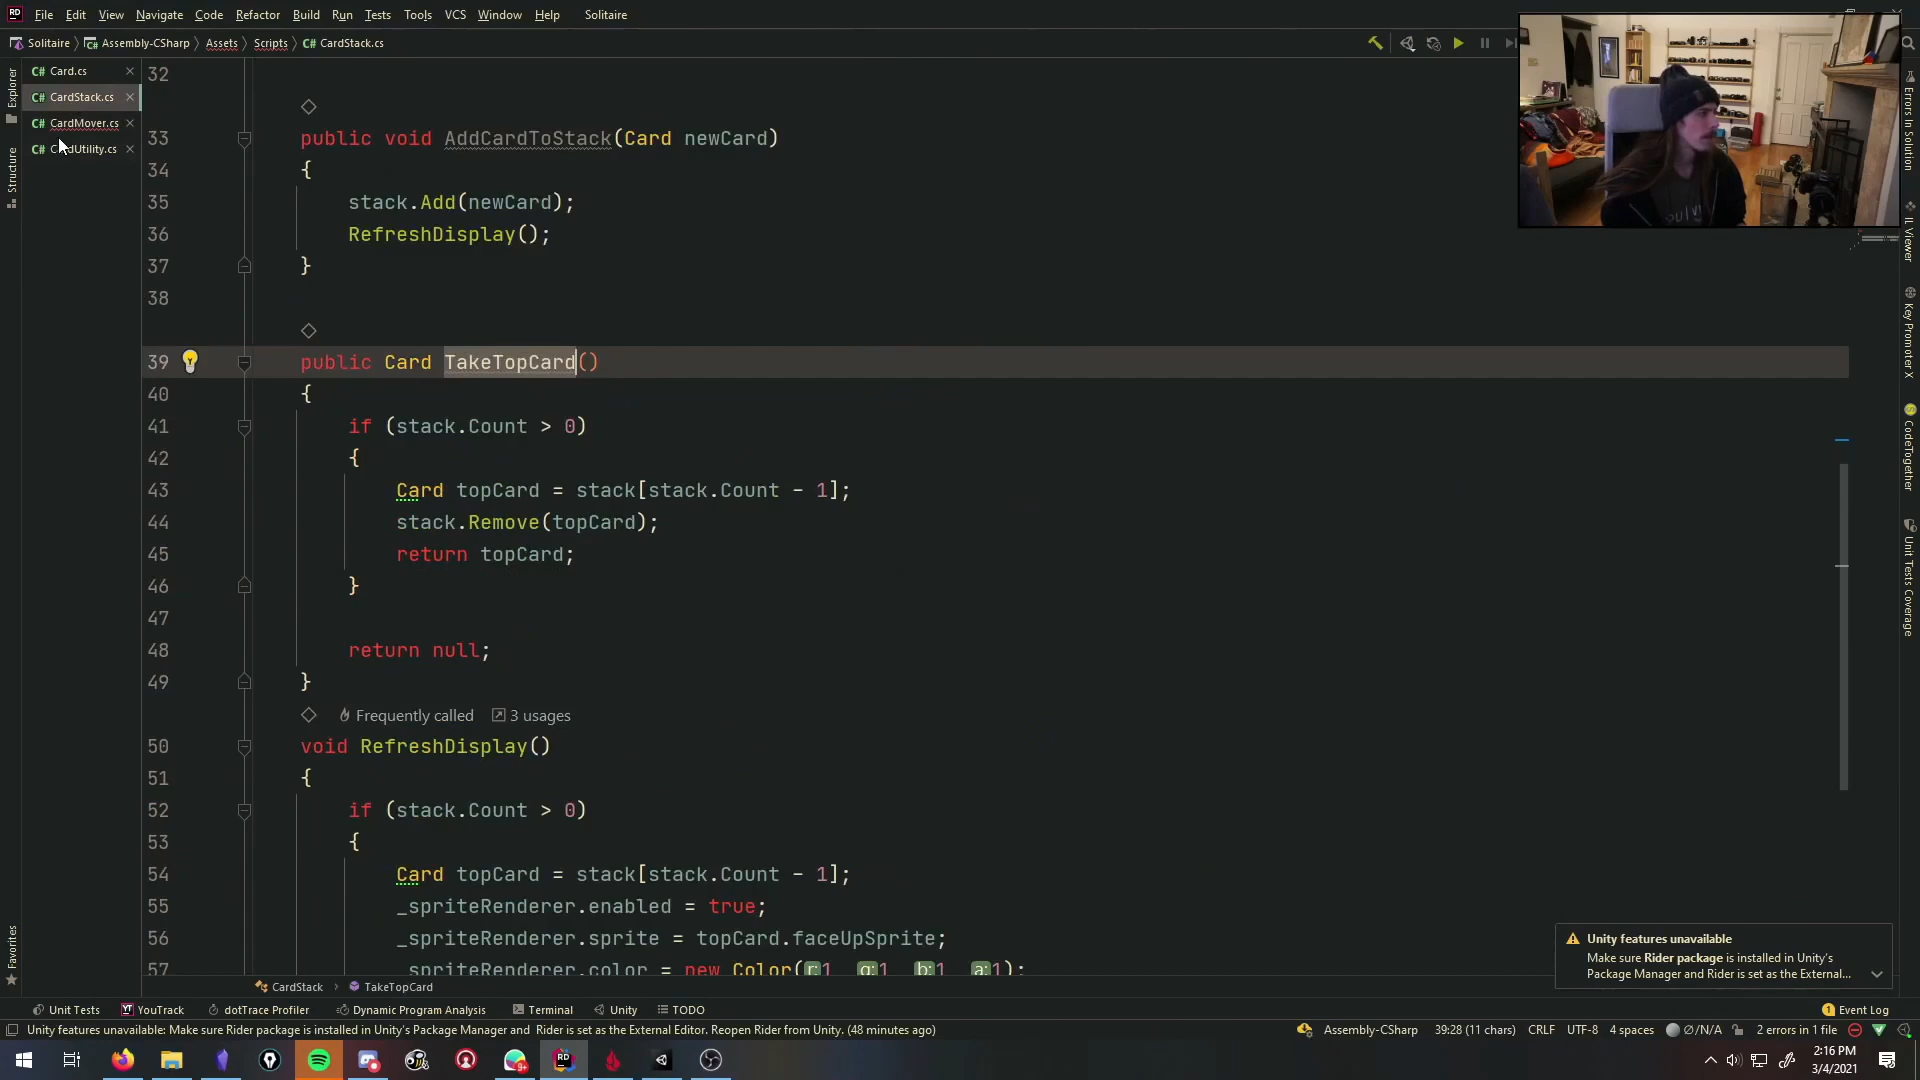 File Edit View Navigate Code Refactor Build Run Tests Tools VCS Window Help Solitaire
Solitaire Assembly-CSharp Assets Scripts C# CardStack.cs
C# Card.cs
C# CardStack.cs
C# CardMover.cs
C# CardUtility.cs
Explorer
Structure
Favorites
32
33 public void AddCardToStack(Card newCard)
34 {
35 stack.Add(newCard);
36 RefreshDisplay();
37 }
38
39 public Card TakeTopCard()
40 {
41 if (stack.Count > 0)
42 {
43 Card topCard = stack[stack.Count - 1];
44 stack.Remove(topCard);
45 return topCard;
46 }
47
48 return null;
49 }
Frequently called 3 usages
50 void RefreshDisplay()
51 {
52 if (stack.Count > 0)
53 {
54 Card topCard = stack[stack.Count - 1];
55 _spriteRenderer.enabled = true;
56 _spriteRenderer.sprite = topCard.faceUpSprite;
57 _spriteRenderer.color = new Color(r:1 g:1 b:1 a:1);
Errors In Solution
IL Viewer
Key Promoter X
CodeTogether
Unit Tests Coverage
Unity features unavailable
Make sure Rider package is installed in Unity's
Package Manager and Rider is set as the External...
CardStack TakeTopCard
Unit Tests YouTrack dotTrace Profiler Dynamic Program Analysis Terminal Unity TODO 1 Event Log
Unity features unavailable: Make sure Rider package is installed in Unity's Package Manager and Rider is set as the External Editor. Reopen Rider from Unity. (48 minutes ago) Assembly-CSharp 39:28 (11 chars) CRLF UTF-8 4 spaces ∅/N/A 2 errors in 1 file
2:16 PM
3/4/2021